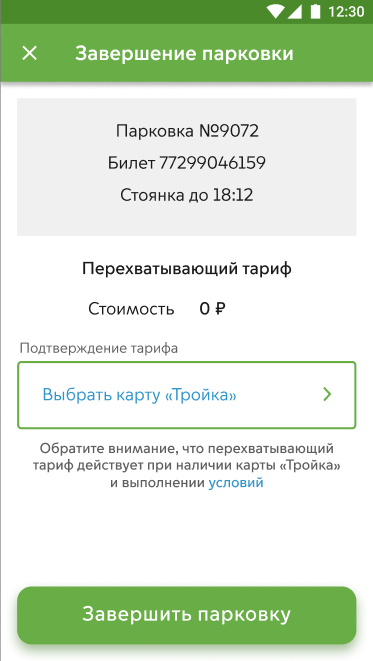 12:30
Завершение парковки
Парковка №9072
Билет 77299046159
Стоянка до 18:12
Перехватывающий тариф
Стоимость 0 ₽
Подтверждение тарифа
Выбрать карту «Тройка»
Обратите внимание, что перехватывающий
тариф действует при наличии карты «Тройка»
и выполнении условий
Завершить парковку